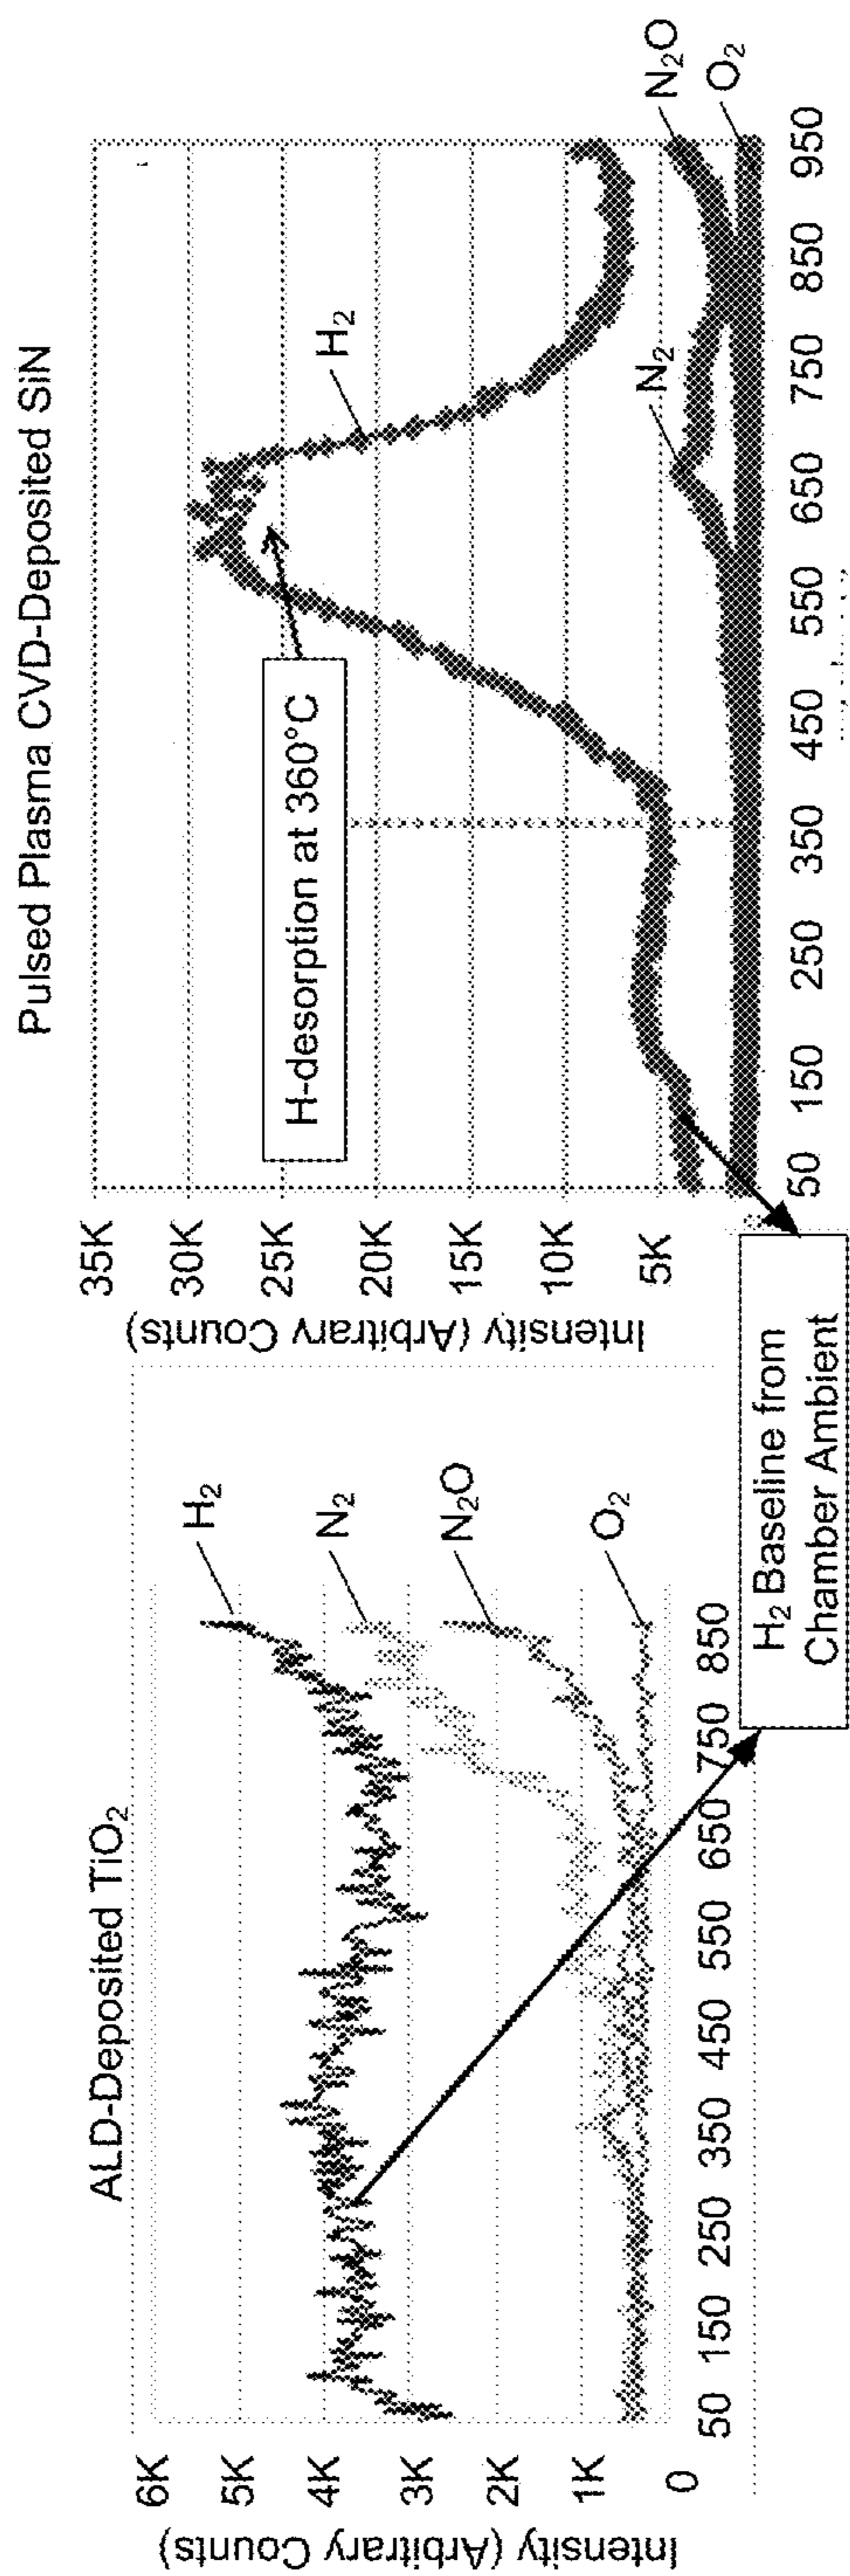 ALD-Deposited TiO₂
Intensity (Arbitrary Counts)
6K
5K
4K
3K
2K
1K
0
50 150 250 350 450 550 650 750 850
H₂
N₂
N₂O
O₂
H₂ Baseline from
Chamber Ambient
Pulsed Plasma CVD-Deposited SiN
Intensity (Arbitrary Counts)
35K
30K
25K
20K
15K
10K
5K
50 150 250 350 450 550 650 750 850 950
H-desorption at 360°C
H₂
N₂
N₂O
O₂